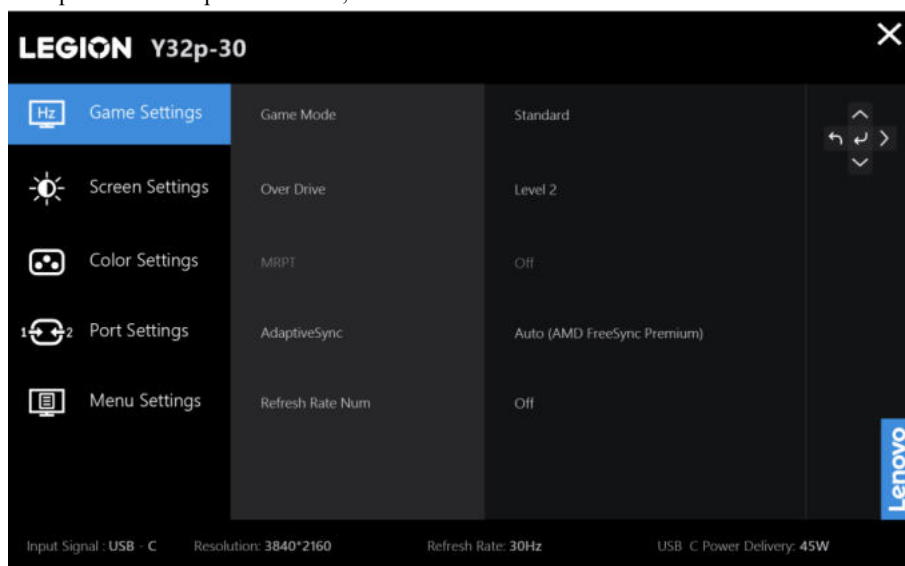 LEGION Y32p-30
Hz Game Settings Game Mode Standard
Screen Settings Over Drive Level 2
Color Settings MRPT Off
1 2 Port Settings AdaptiveSync Auto (AMD FreeSync Premium)
Menu Settings Refresh Rate Num Off
Lenovo
Input Signal : USB - C Resolution: 3840*2160 Refresh Rate: 30Hz USB C Power Delivery: 45W